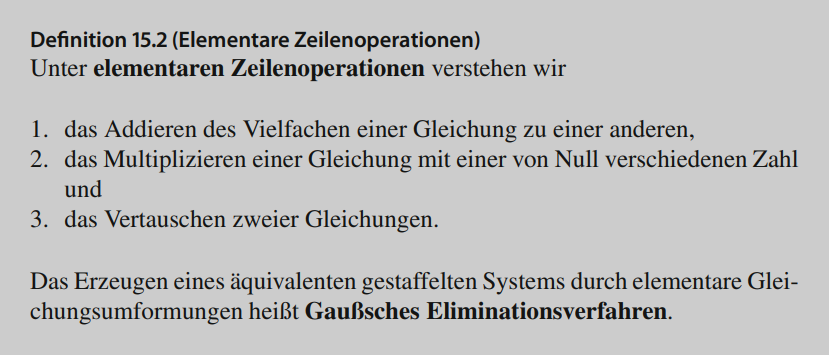 Definition 15.2 (Elementare Zeilenoperationen)
Unter elementaren Zeilenoperationen verstehen wir
1. das Addieren des Vielfachen einer Gleichung zu einer anderen,
2. das Multiplizieren einer Gleichung mit einer von Null verschiedenen Zahl
und
3. das Vertauschen zweier Gleichungen.
Das Erzeugen eines äquivalenten gestaffelten Systems durch elementare Glei-
chungsumformungen heißt Gaußsches Eliminationsverfahren.